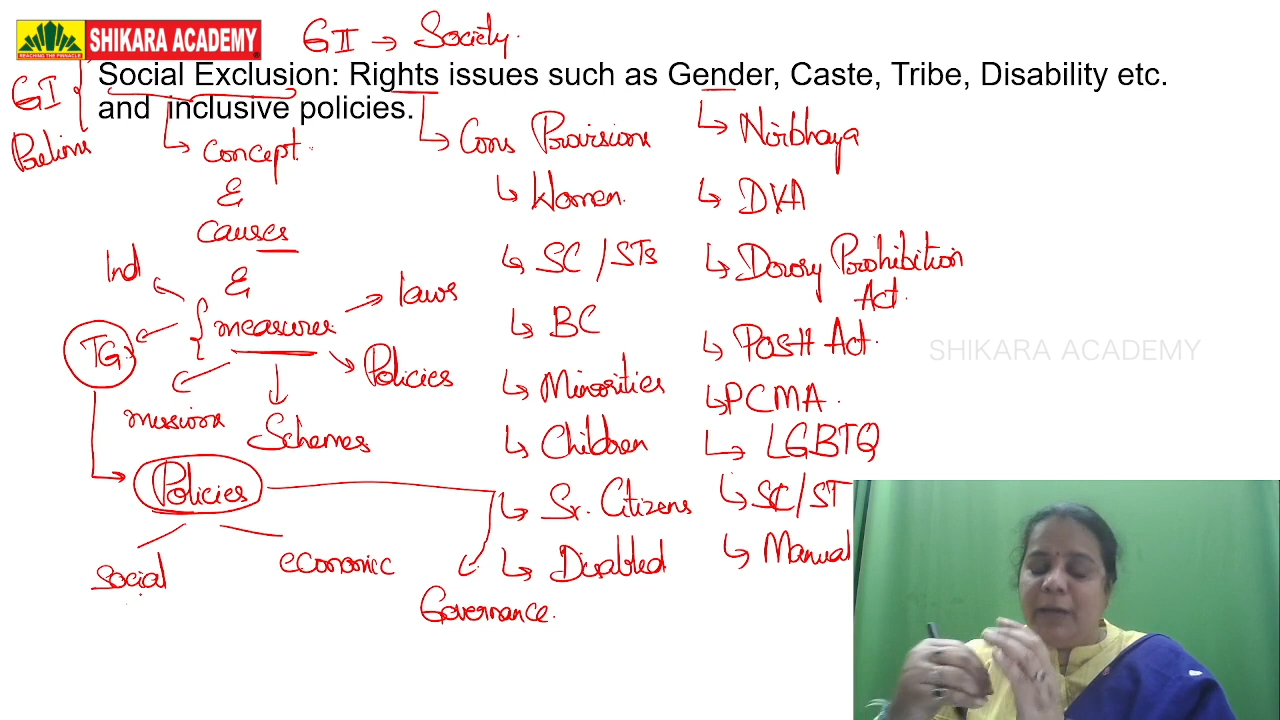 SHIKARA ACADEMY
REACHING THE PINNACLE
GII → Society.
Social Exclusion: Rights issues such as Gender, Caste, Tribe, Disability etc.
and inclusive policies.
GI
Prelims
Concept.
&
causes
&
measures
Ind
laws
TG
Policies
missions
Schemes
Policies
social
economic
Governance.
Cons Provisions
Women.
SC/STs
BC
Minorities
Children
Sr. Citizens
Disabled
Nirbhaya
DVA
Dowry Prohibition
Act.
POSH Act.
PCMA.
LGBTQ
SC/ST
Manual
SHIKARA ACADEMY